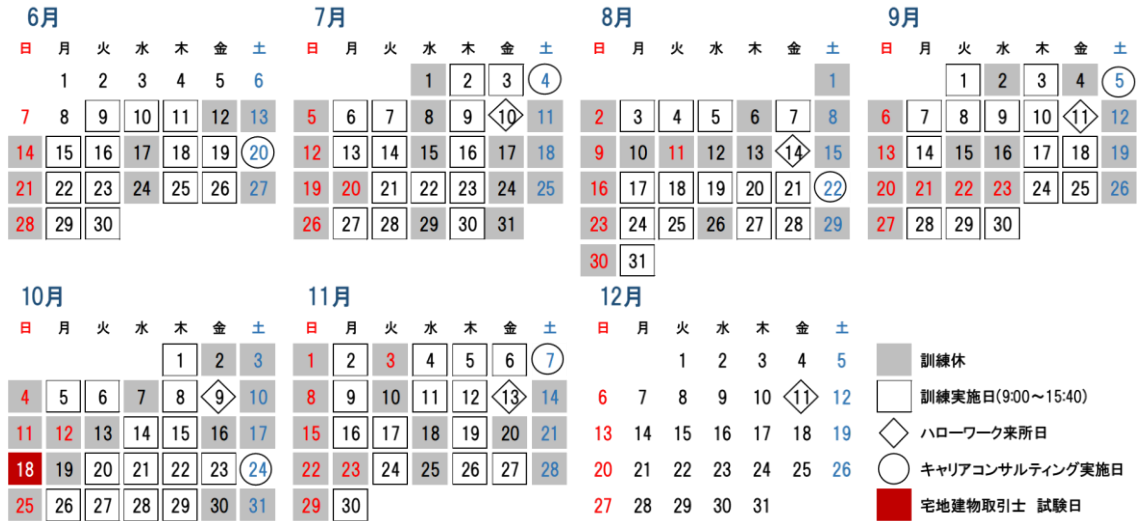 6月
日 月 火 水 木 金 土
1 2 3 4 5 6
7 8 9 10 11 12 13
14 15 16 17 18 19 20
21 22 23 24 25 26 27
28 29 30
7月
日 月 火 水 木 金 土
1 2 3 4
5 6 7 8 9 10 11
12 13 14 15 16 17 18
19 20 21 22 23 24 25
26 27 28 29 30 31
8月
日 月 火 水 木 金 土
1
2 3 4 5 6 7 8
9 10 11 12 13 14 15
16 17 18 19 20 21 22
23 24 25 26 27 28 29
30 31
9月
日 月 火 水 木 金 土
1 2 3 4 5
6 7 8 9 10 11 12
13 14 15 16 17 18 19
20 21 22 23 24 25 26
27 28 29 30
10月
日 月 火 水 木 金 土
1 2 3
4 5 6 7 8 9 10
11 12 13 14 15 16 17
18 19 20 21 22 23 24
25 26 27 28 29 30 31
11月
日 月 火 水 木 金 土
1 2 3 4 5 6 7
8 9 10 11 12 13 14
15 16 17 18 19 20 21
22 23 24 25 26 27 28
29 30
12月
日 月 火 水 木 金 土
1 2 3 4 5
6 7 8 9 10 11 12
13 14 15 16 17 18 19
20 21 22 23 24 25 26
27 28 29 30 31
訓練休
訓練実施日(9:00～15:40)
ハローワーク来所日
キャリアコンサルティング実施日
宅地建物取引士 試験日